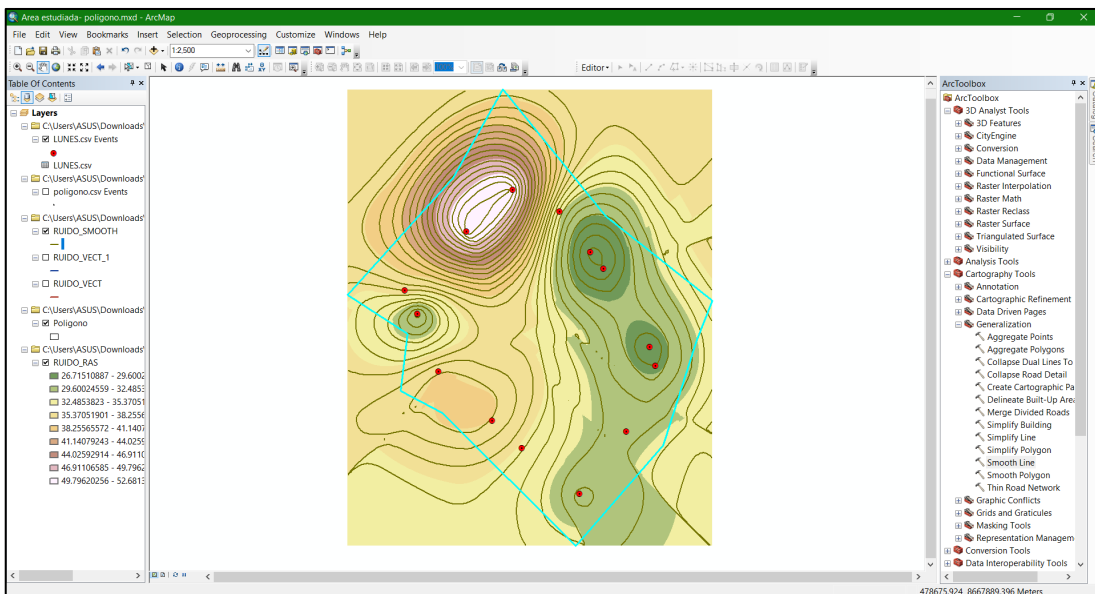 Area estudiada- poligono.mxd - ArcMap
File Edit View Bookmarks Insert Selection Geoprocessing Customize Windows Help
1:2.500
Editor
Table Of Contents
Layers
C:\Users\ASUS\Downloads'
LUNES.csv Events
LUNES.csv
C:\Users\ASUS\Downloads'
poligono.csv Events
C:\Users\ASUS\Downloads'
RUIDO_SMOOTH
RUIDO_VECT_1
RUIDO_VECT
C:\Users\ASUS\Downloads'
Poligono
C:\Users\ASUS\Downloads'
RUIDO_RAS
26.71510887 - 29.6002
29.60024559 - 32.4853
32.4853823 - 35.37051
35.37051901 - 38.2556
38.25565572 - 41.1407
41.14079243 - 44.0259
44.02592914 - 46.9110
46.91106585 - 49.7962
49.79620256 - 52.6813
ArcToolbox
ArcToolbox
3D Analyst Tools
3D Features
CityEngine
Conversion
Data Management
Functional Surface
Raster Interpolation
Raster Math
Raster Reclass
Raster Surface
Triangulated Surface
Visibility
Analysis Tools
Cartography Tools
Annotation
Cartographic Refinement
Data Driven Pages
Generalization
Aggregate Points
Aggregate Polygons
Collapse Dual Lines To
Collapse Road Detail
Create Cartographic Pa
Delineate Built-Up Area
Merge Divided Roads
Simplify Building
Simplify Line
Simplify Polygon
Smooth Line
Smooth Polygon
Thin Road Network
Graphic Conflicts
Grids and Graticules
Masking Tools
Representation Managem
Conversion Tools
Data Interoperability Tools
478675,924 8667889,396 Meters